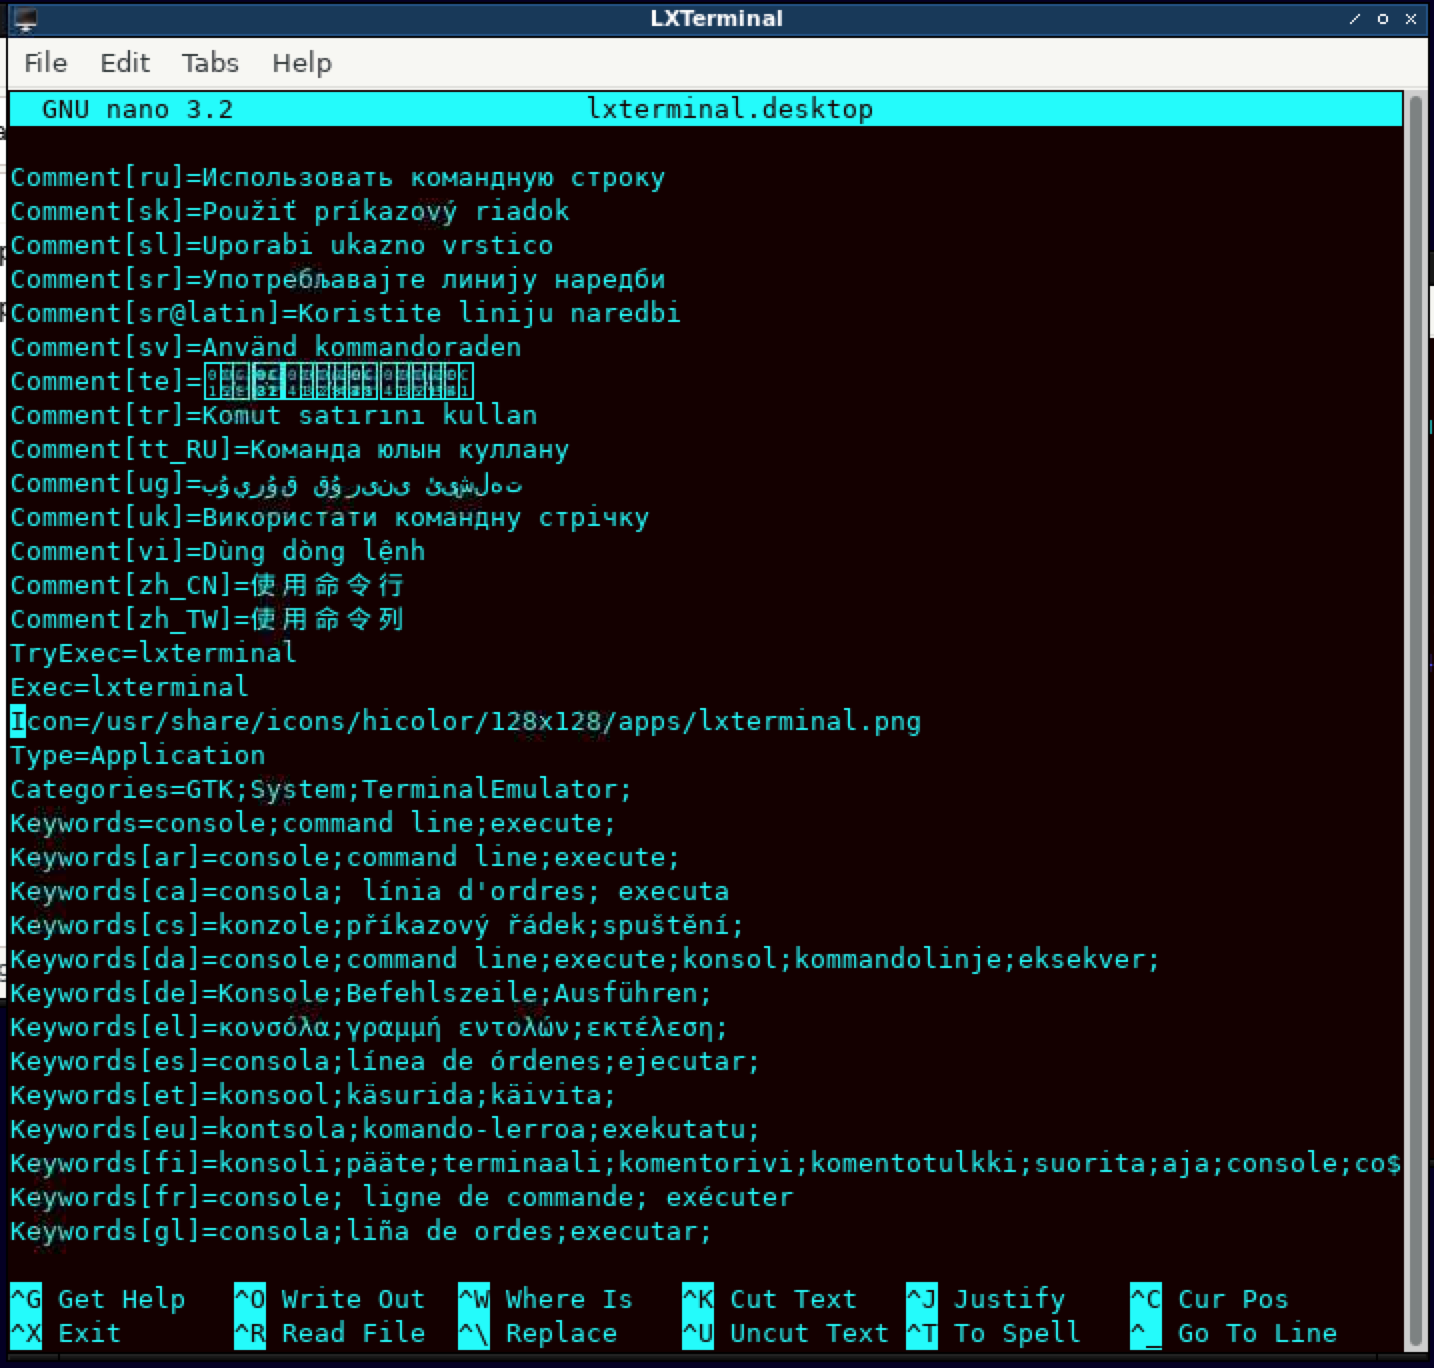 LXTerminal
File Edit Tabs Help
GNU nano 3.2 lxterminal.desktop
Comment[ru]=Использовать командную строку
Comment[sk]=Použiť príkazový riadok
Comment[sl]=Uporabi ukazno vrstico
Comment[sr]=Употребљавајте линију наредби
Comment[sr@latin]=Koristite liniju naredbi
Comment[sv]=Använd kommandoraden
Comment[te]=
Comment[tr]=Komut satırını kullan
Comment[tt_RU]=Команда юлын куллану
Comment[ug]=بۇيرۇق قۇرىنى ئىشلەت
Comment[uk]=Використати командну стрічку
Comment[vi]=Dùng dòng lệnh
Comment[zh_CN]=使用命令行
Comment[zh_TW]=使用命令列
TryExec=lxterminal
Exec=lxterminal
Icon=/usr/share/icons/hicolor/128x128/apps/lxterminal.png
Type=Application
Categories=GTK;System;TerminalEmulator;
Keywords=console;command line;execute;
Keywords[ar]=console;command line;execute;
Keywords[ca]=consola; línia d'ordres; executa
Keywords[cs]=konzole;příkazový řádek;spuštění;
Keywords[da]=console;command line;execute;konsol;kommandolinje;eksekver;
Keywords[de]=Konsole;Befehlszeile;Ausführen;
Keywords[el]=κονσόλα;γραμμή εντολών;εκτέλεση;
Keywords[es]=consola;línea de órdenes;ejecutar;
Keywords[et]=konsool;käsurida;käivita;
Keywords[eu]=kontsola;komando-lerroa;exekutatu;
Keywords[fi]=konsoli;pääte;terminaali;komentorivi;komentotulkki;suorita;aja;console;co$
Keywords[fr]=console; ligne de commande; exécuter
Keywords[gl]=consola;liña de ordes;executar;
^G Get Help ^O Write Out ^W Where Is ^K Cut Text ^J Justify ^C Cur Pos
^X Exit ^R Read File ^\ Replace ^U Uncut Text ^T To Spell ^_ Go To Line